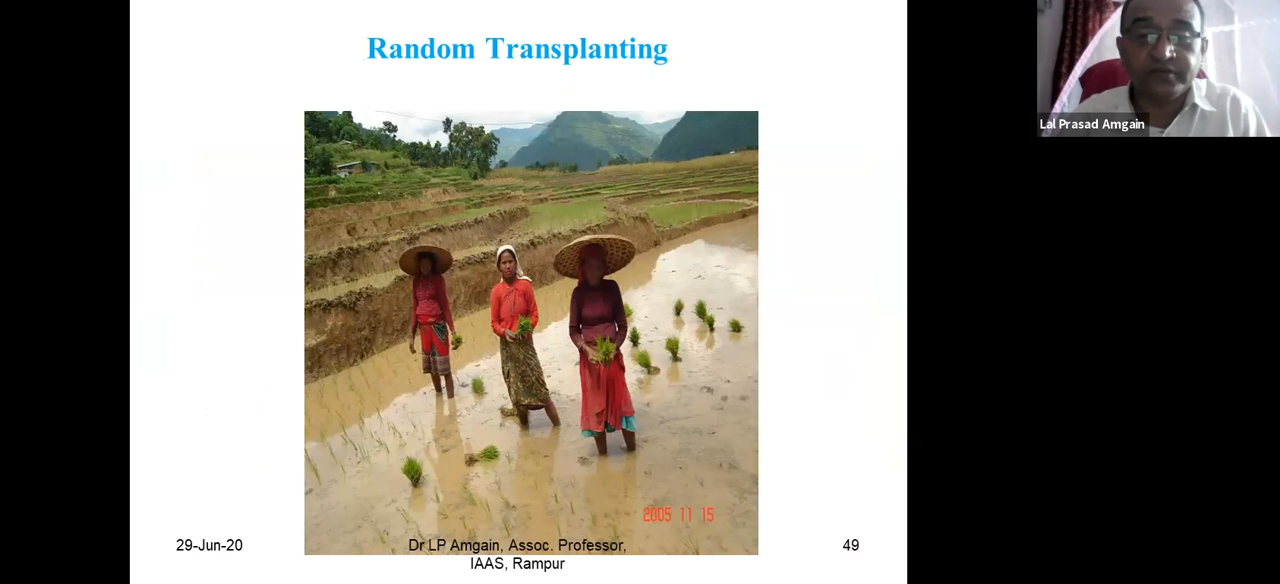 Random Transplanting
Lal Prasad Amgain
2005 11 15
29-Jun-20
Dr LP Amgain, Assoc. Professor,
IAAS, Rampur
49